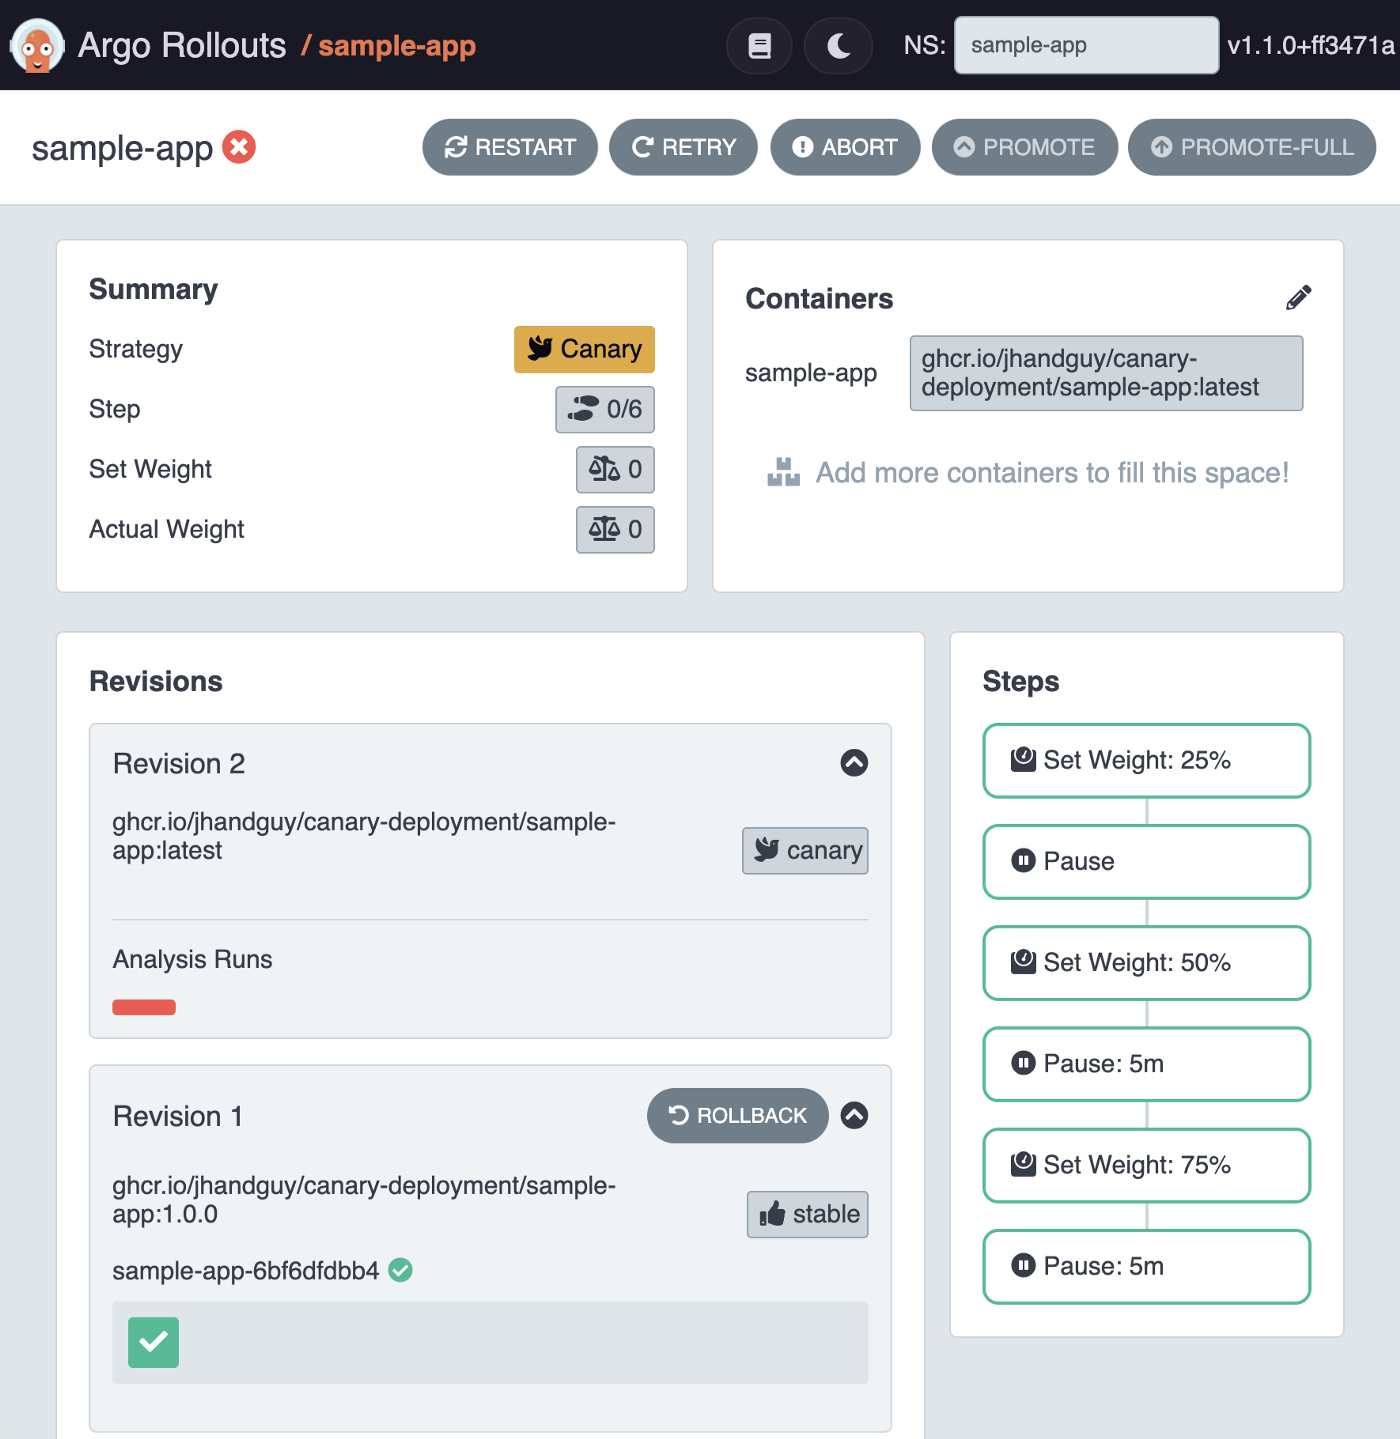 Argo Rollouts / sample-app
NS: sample-app v1.1.0+ff3471a
sample-app
RESTART
RETRY
ABORT
PROMOTE
PROMOTE-FULL
Summary
Strategy
Canary
Step
0/6
Set Weight
0
Actual Weight
0
Containers
sample-app
ghcr.io/jhandguy/canary-
deployment/sample-app:latest
Add more containers to fill this space!
Revisions
Revision 2
ghcr.io/jhandguy/canary-deployment/sample-
app:latest
canary
Analysis Runs
Revision 1
ROLLBACK
ghcr.io/jhandguy/canary-deployment/sample-
app:1.0.0
stable
sample-app-6bf6dfdbb4
Steps
Set Weight: 25%
Pause
Set Weight: 50%
Pause: 5m
Set Weight: 75%
Pause: 5m